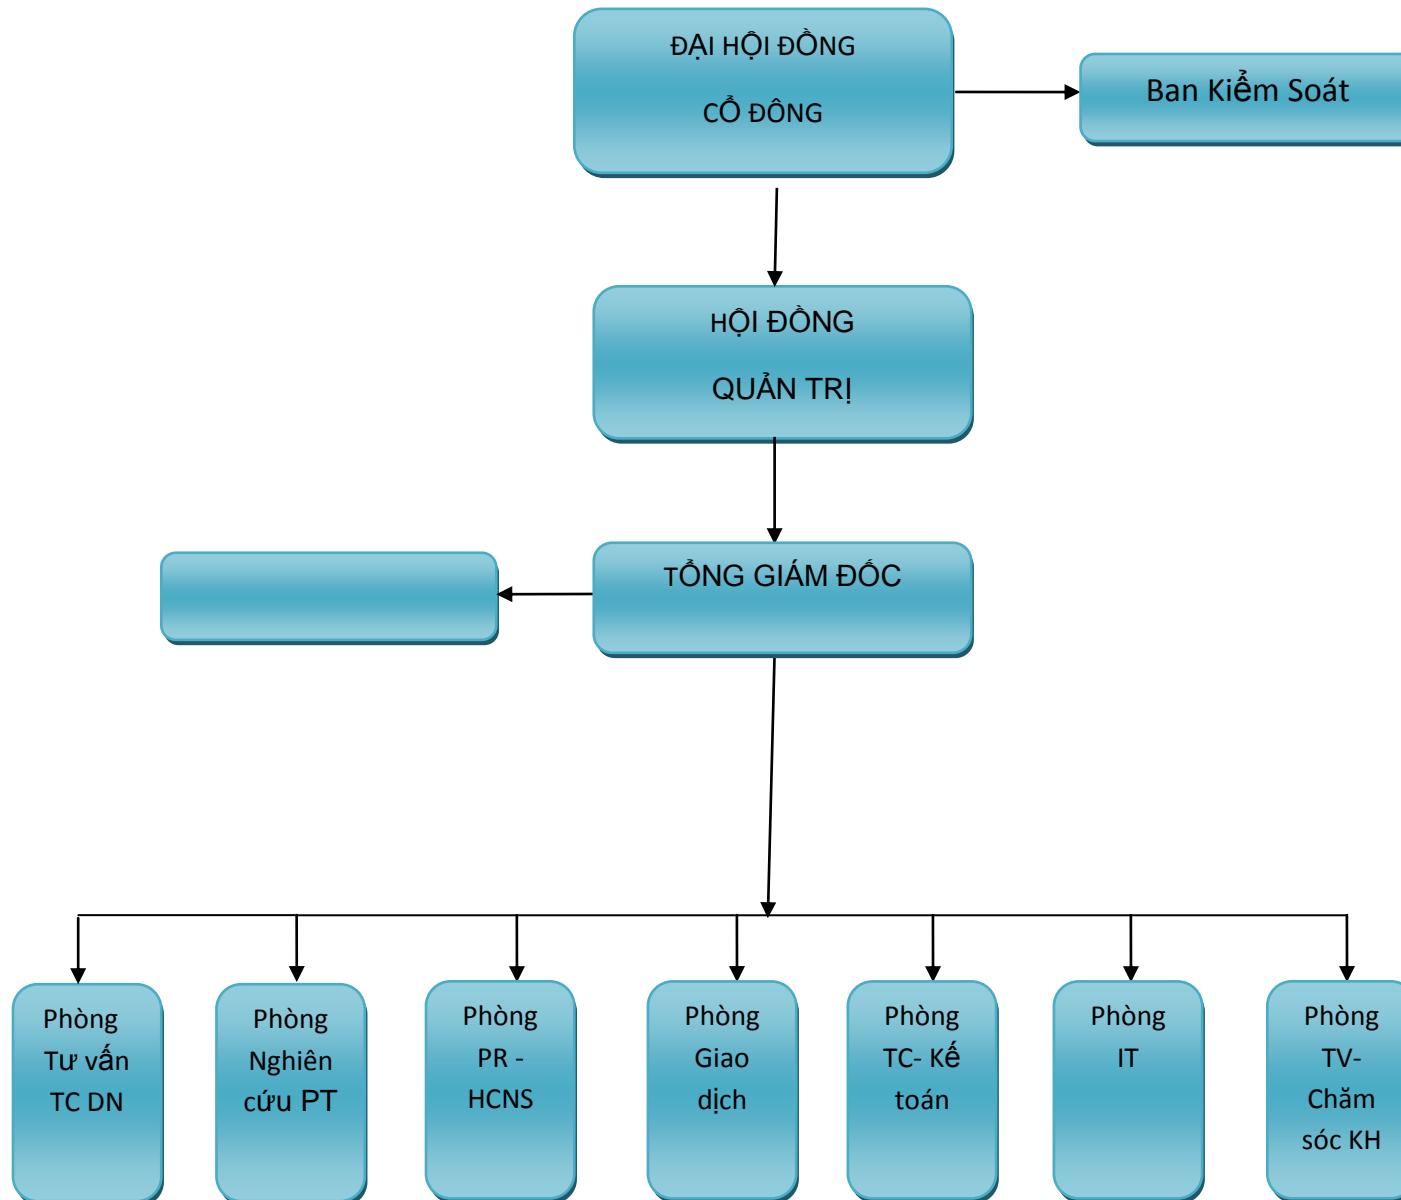 ĐẠI HỘI ĐỒNG
CỔ ĐÔNG
Ban Kiểm Soát
HỘI ĐỒNG
QUẢN TRỊ
TỔNG GIÁM ĐỐC
Phòng
Tư vấn
TC DN
Phòng
Nghiên
cứu PT
Phòng
PR -
HCNS
Phòng
Giao
dịch
Phòng
TC- Kế
toán
Phòng
IT
Phòng
TV-
Chăm
sóc KH